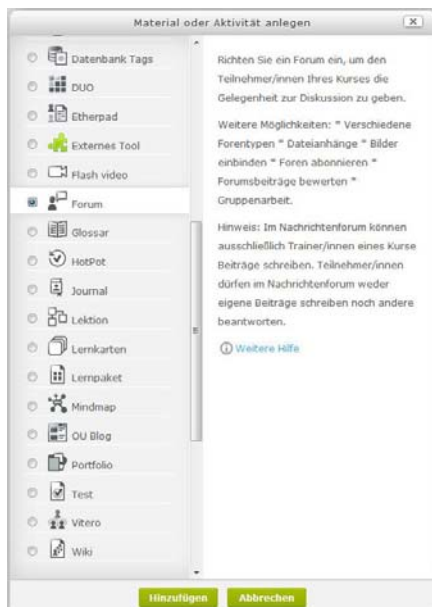 Material oder Aktivität anlegen
Datenbank Tags
DUO
Etherpad
Externes Tool
Flash video
Forum
Glossar
HotPot
Journal
Lektion
Lernkarten
Lernpaket
Mindmap
OU Blog
Portfolio
Test
Vitero
Wiki
Richten Sie ein Forum ein, um den
Teilnehmer/innen Ihres Kurses die
Gelegenheit zur Diskussion zu geben.
Weitere Möglichkeiten: * Verschiedene
Forentypen * Dateianhänge * Bilder
einbinden * Foren abonnieren *
Forumsbeiträge bewerten *
Gruppenarbeit.
Hinweis: Im Nachrichtenforum können
ausschließlich Trainer/innen eines Kurse
Beiträge schreiben. Teilnehmer/innen
dürfen im Nachrichtenforum weder
eigene Beiträge schreiben noch andere
beantworten.
Weitere Hilfe
Hinzufügen
Abbrechen